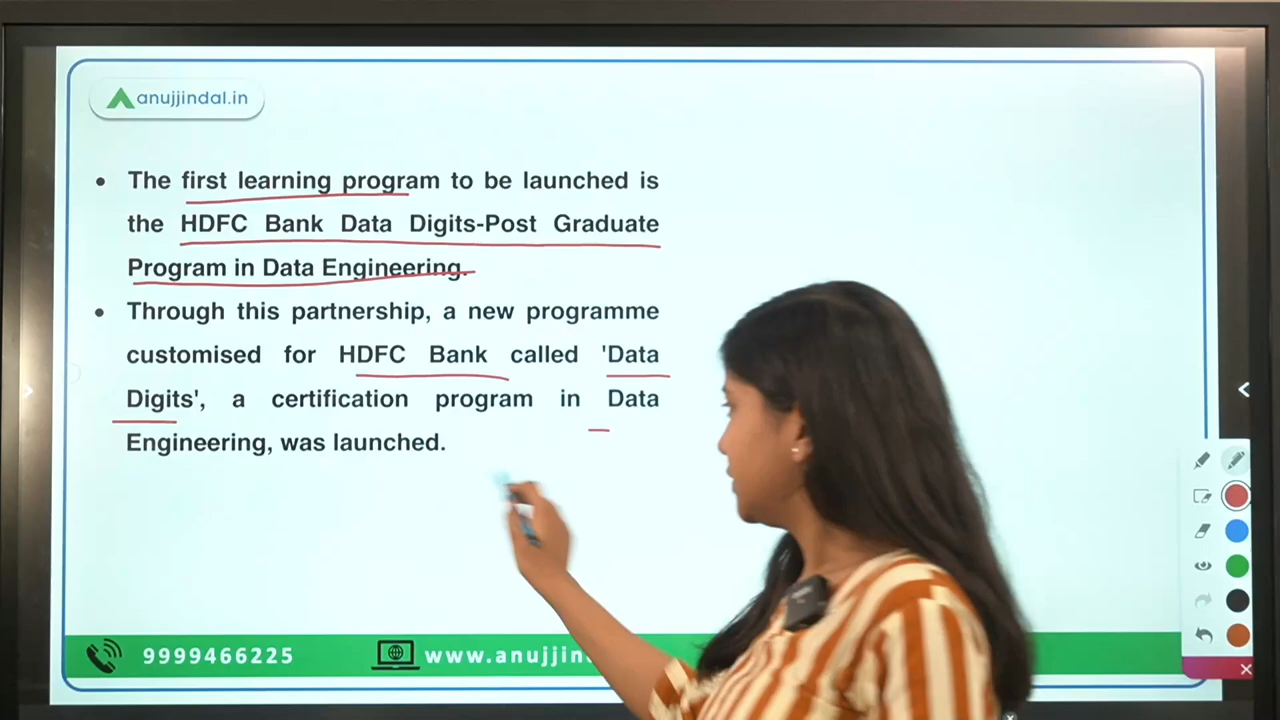 anujjindal.in
• The first learning program to be launched is
the HDFC Bank Data Digits-Post Graduate
Program in Data Engineering.
• Through this partnership, a new programme
customised for HDFC Bank called 'Data
Digits', a certification program in Data
Engineering, was launched.
9999466225
www.anujjin